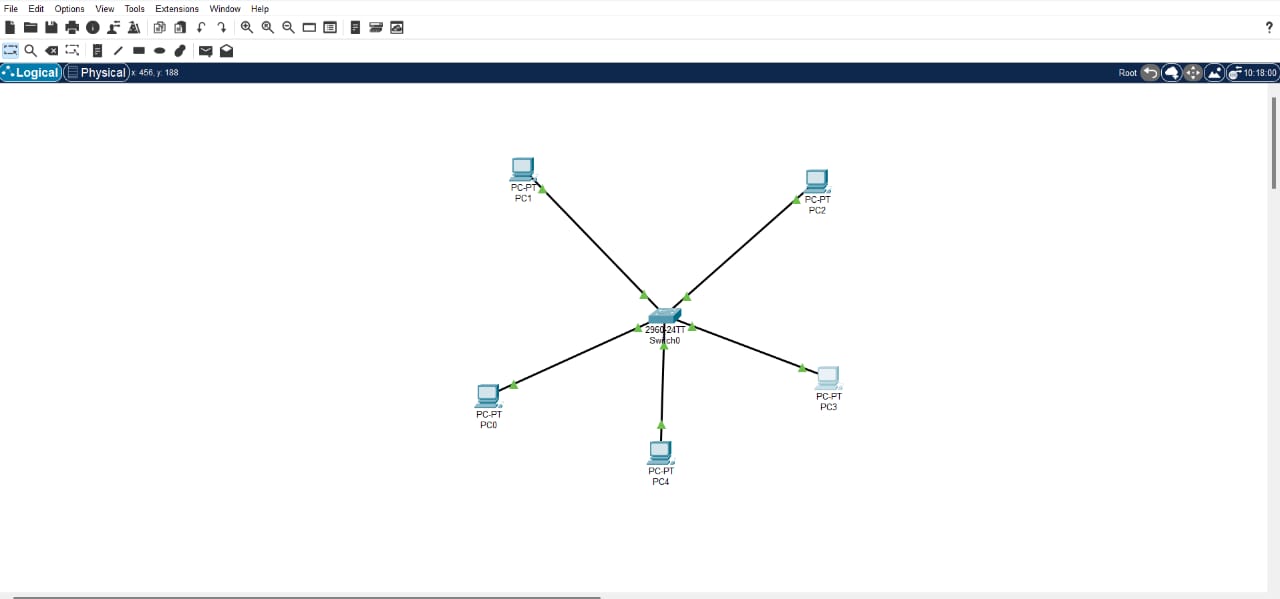 File Edit Options View Tools Extensions Window Help
?
Logical Physical x: 456, y: 188 Root 10:18:00
PC-PT
PC1
PC-PT
PC2
2960-24TT
Switch0
PC-PT
PC3
PC-PT
PC0
PC-PT
PC4